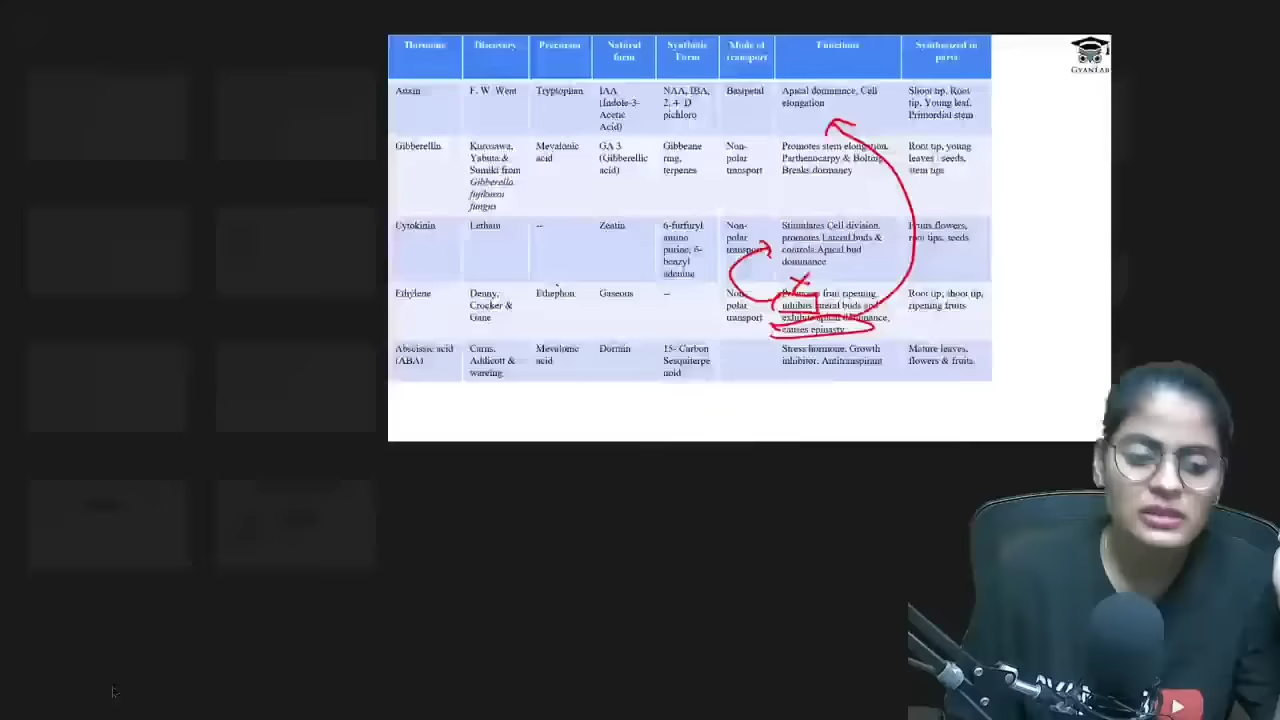 Hormone Discovery Precursor Natural form Synthetic Form Mode of transport Functions Synthesized in parts
GYANLAB
Auxin F. W. Went Tryptophan IAA (Indole-3-Acetic Acid) NAA, IBA, 2, 4- D pichloro Basipetal Apical dominance, Cell elongation Shoot tip, Root tip, Young leaf, Primordial stem
Gibberellin Kurosawa, Yabuta & Sumiki from Gibberella fujikuroi fungus Mevalonic acid GA 3 (Gibberellic acid) Gibbeane ring, terpenes Non-polar transport Promotes stem elongation, Parthenocarpy & Bolting, Breaks dormancy Root tip, young leaves, seeds, stem tips
Cytokinin Letham -- Zeatin 6-furfuryl amino purine, 6-benzyl adenine Non-polar transport Stimulates Cell division, promotes Lateral buds & controls Apical bud dominance Fruits flowers, root tips, seeds
Ethylene Denny, Crocker & Gane Ethephon Gaseous -- Non-polar transport Promotes fruit ripening, inhibits lateral buds and exhibits apical dominance, causes epinasty Root tip, shoot tip, ripening fruits
Abscissic acid (ABA) Carns, Addicott & wareing Mevalonic acid Dormin 15- Carbon Sesquiterpenoid Stress hormone, Growth inhibitor, Antitranspirant Mature leaves, flowers & fruits